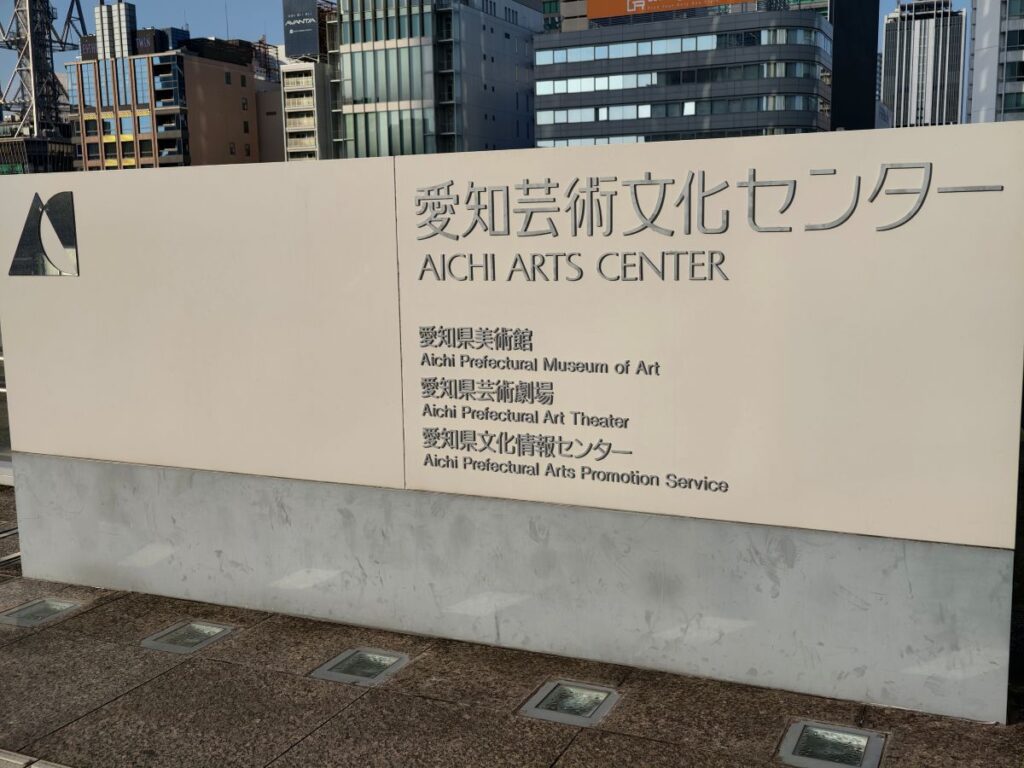 AVANTA
愛知芸術文化センター
AICHI ARTS CENTER
愛知県美術館
Aichi Prefectural Museum of Art
愛知県芸術劇場
Aichi Prefectural Art Theater
愛知県文化情報センター
Aichi Prefectural Arts Promotion Service